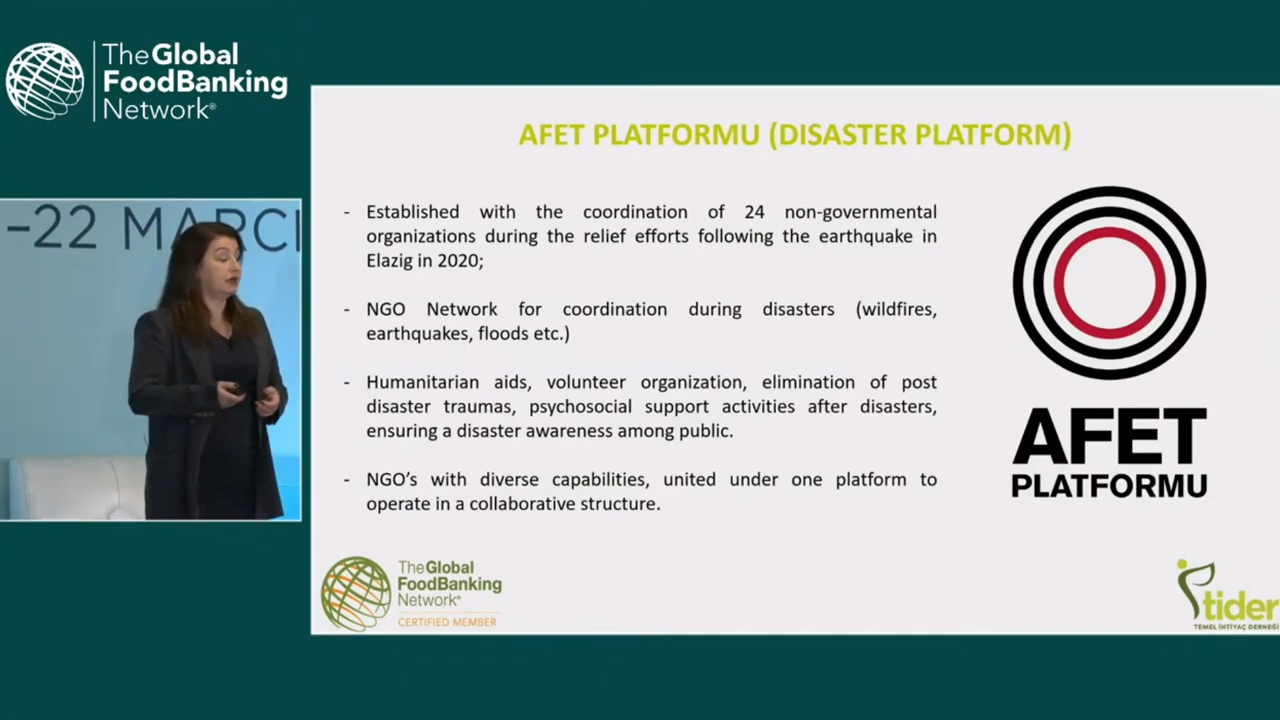 The Global
FoodBanking
Network®
-22 MARCH
AFET PLATFORMU (DISASTER PLATFORM)
- Established with the coordination of 24 non-governmental
organizations during the relief efforts following the earthquake in
Elazig in 2020;
- NGO Network for coordination during disasters (wildfires,
earthquakes, floods etc.)
- Humanitarian aids, volunteer organization, elimination of post
disaster traumas, psychosocial support activities after disasters,
ensuring a disaster awareness among public.
- NGO's with diverse capabilities, united under one platform to
operate in a collaborative structure.
AFET
PLATFORMU
The Global
FoodBanking
Network®
CERTIFIED MEMBER
tider
TEMEL İHTİYAÇ DERNEĞİ